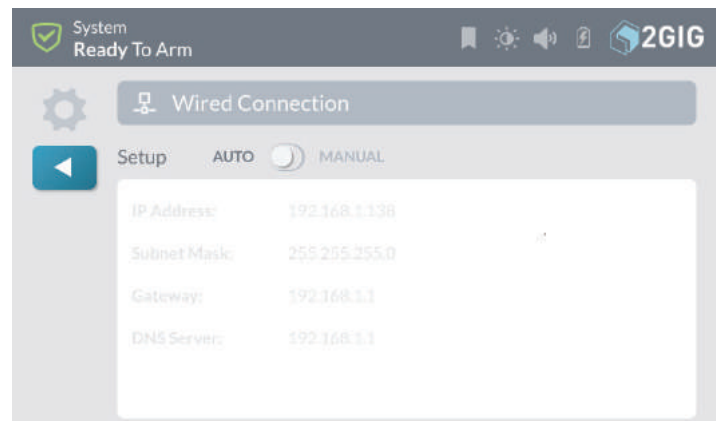 System
Ready To Arm
2GIG
Wired Connection
Setup AUTO MANUAL
IP Address: 192.168.1.138
Subnet Mask: 255.255.255.0
Gateway: 192.168.1.1
DNS Server: 192.168.1.1